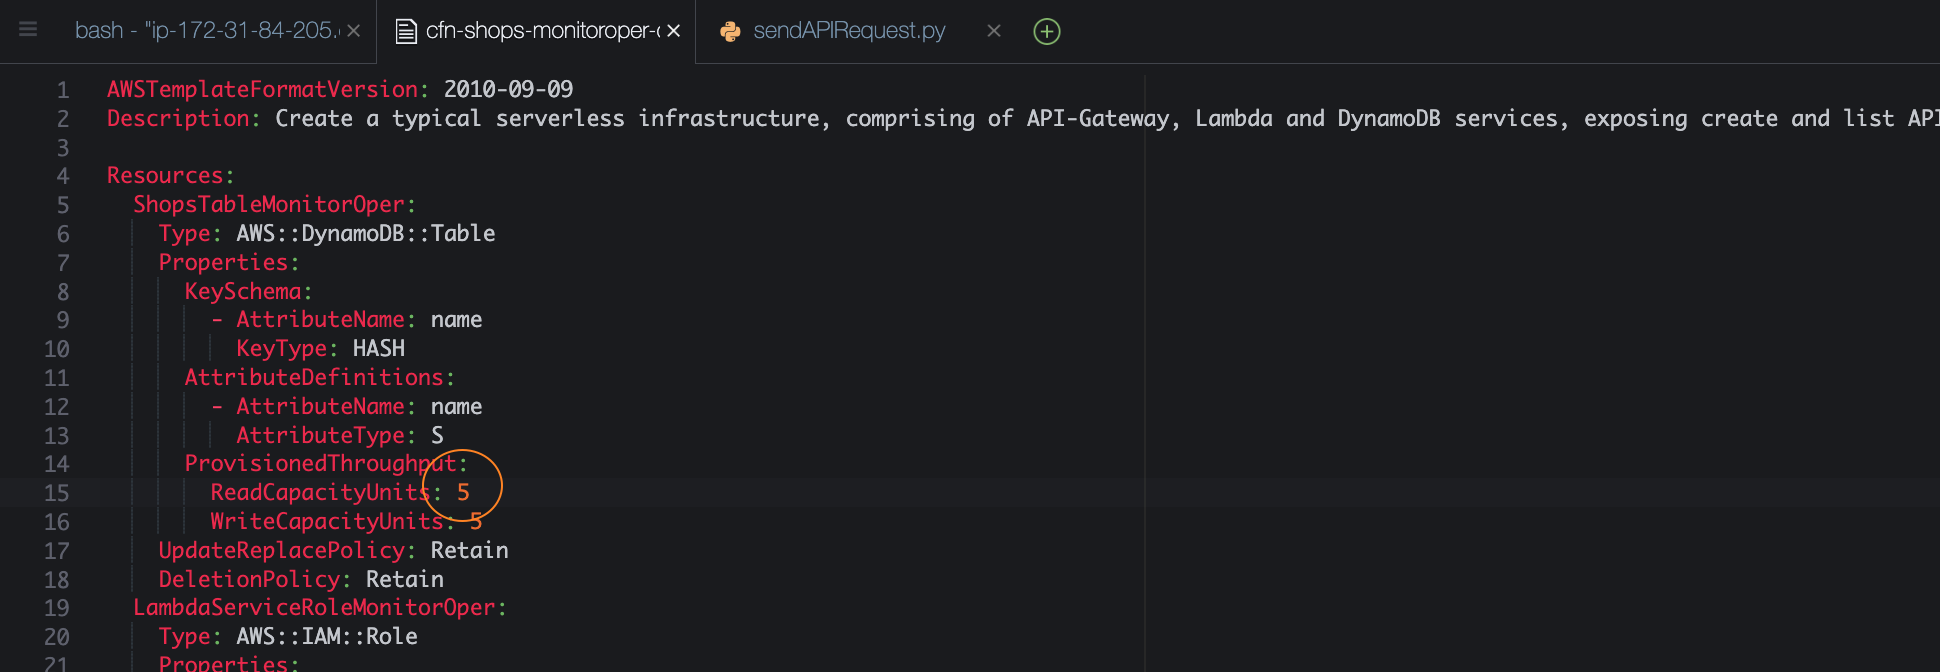 bash - "ip-172-31-84-205.
cfn-shops-monitoroper-
sendAPIRequest.py
1 AWSTemplateFormatVersion: 2010-09-09
2 Description: Create a typical serverless infrastructure, comprising of API-Gateway, Lambda and DynamoDB services, exposing create and list API
3
4 Resources:
5 ShopsTableMonitorOper:
6 Type: AWS::DynamoDB::Table
7 Properties:
8 KeySchema:
9 - AttributeName: name
10 KeyType: HASH
11 AttributeDefinitions:
12 - AttributeName: name
13 AttributeType: S
14 ProvisionedThroughput:
15 ReadCapacityUnits: 5
16 WriteCapacityUnits: 5
17 UpdateReplacePolicy: Retain
18 DeletionPolicy: Retain
19 LambdaServiceRoleMonitorOper:
20 Type: AWS::IAM::Role
21 Properties: